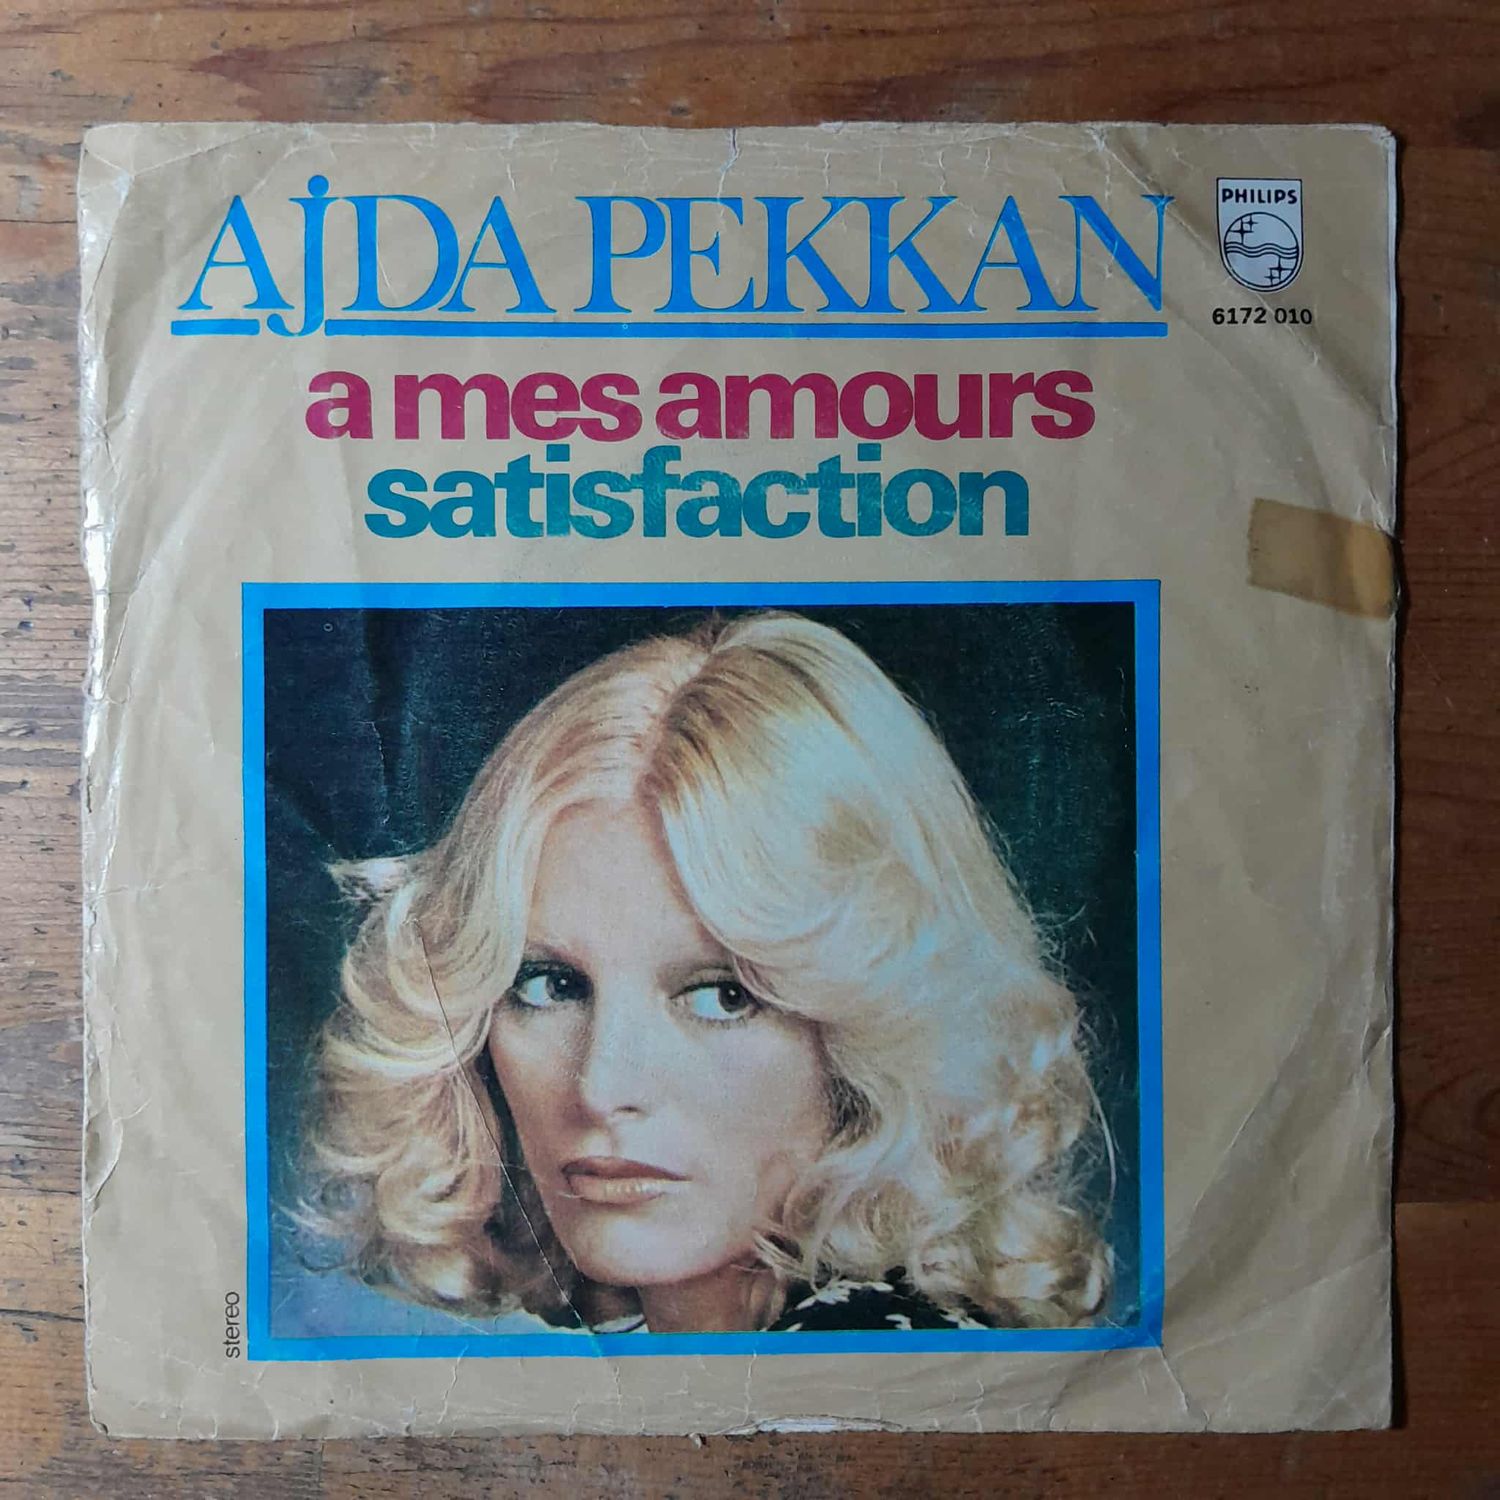 AJDA PEKKAN
PHILIPS
6172 010
a mes amours
satisfaction
stereo